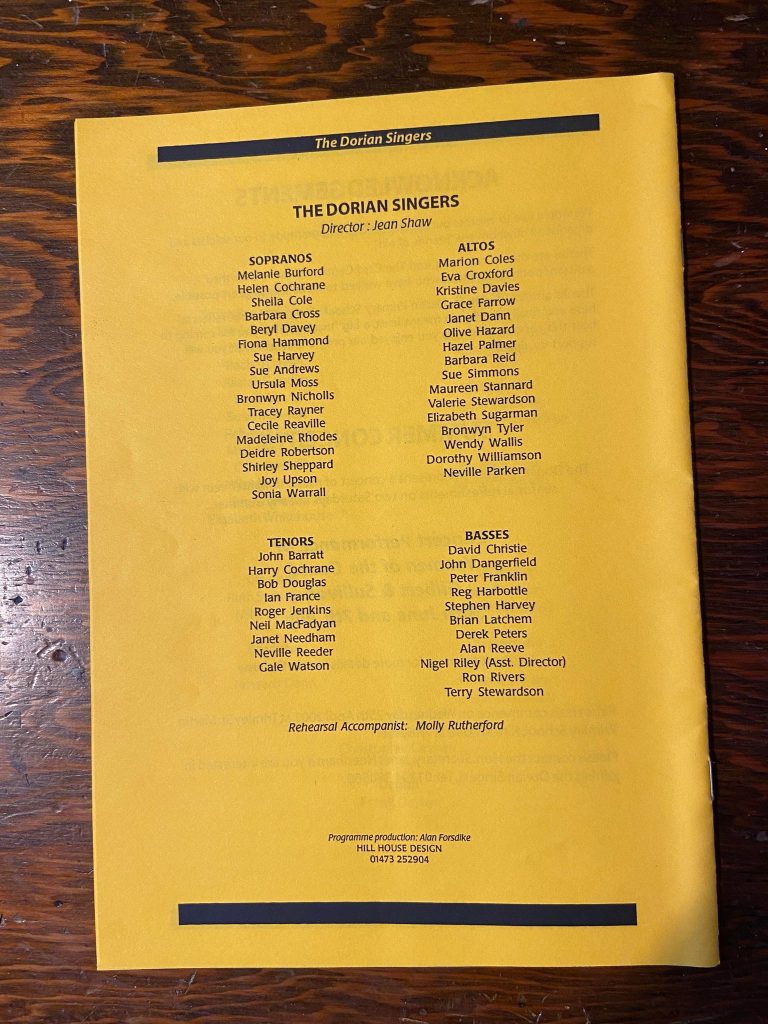 The Dorian Singers
THE DORIAN SINGERS
Director : Jean Shaw
SOPRANOS
Melanie Burford
Helen Cochrane
Sheila Cole
Barbara Cross
Beryl Davey
Fiona Hammond
Sue Harvey
Sue Andrews
Ursula Moss
Bronwyn Nicholls
Tracey Rayner
Cecile Reaville
Madeleine Rhodes
Deidre Robertson
Shirley Sheppard
Joy Upson
Sonia Warrall
ALTOS
Marion Coles
Eva Croxford
Kristine Davies
Grace Farrow
Janet Dann
Olive Hazard
Hazel Palmer
Barbara Reid
Sue Simmons
Maureen Stannard
Valerie Stewardson
Elizabeth Sugarman
Bronwyn Tyler
Wendy Wallis
Dorothy Williamson
Neville Parken
TENORS
John Barratt
Harry Cochrane
Bob Douglas
Ian France
Roger Jenkins
Neil MacFadyan
Janet Needham
Neville Reeder
Gale Watson
BASSES
David Christie
John Dangerfield
Peter Franklin
Reg Harbottle
Stephen Harvey
Brian Latchem
Derek Peters
Alan Reeve
Nigel Riley (Asst. Director)
Ron Rivers
Terry Stewardson
Rehearsal Accompanist: Molly Rutherford
Programme production: Alan Forsdike
HILL HOUSE DESIGN
01473 252904